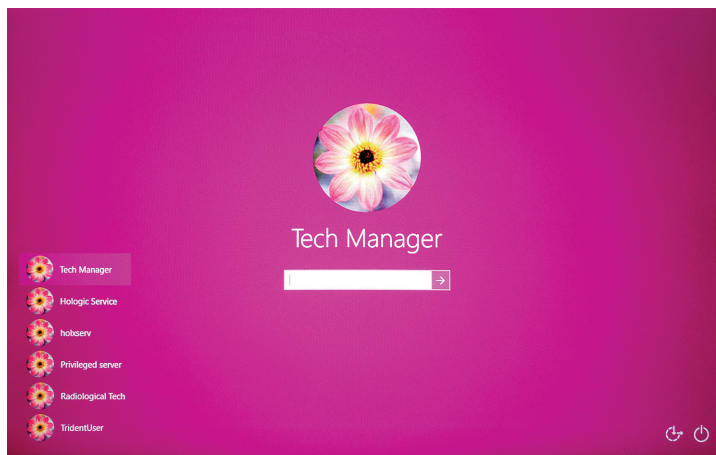 Tech Manager
Tech Manager
Hologic Service
holxserv
Privileged server
Radiological Tech
TridentUser